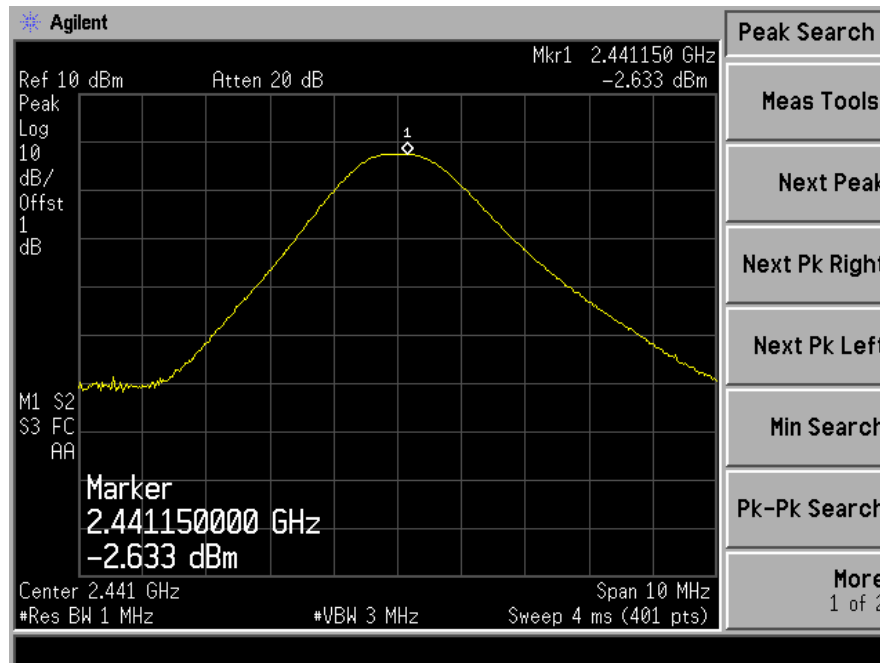 Agilent
Peak Search
Mkr1 2.441150 GHz
Ref 10 dBm Atten 20 dB -2.633 dBm
Peak
Log
10
dB/
Offst
1
dB
1
M1 S2
S3 FC
AA
Marker
2.441150000 GHz
-2.633 dBm
Center 2.441 GHz Span 10 MHz
#Res BW 1 MHz #VBW 3 MHz Sweep 4 ms (401 pts)
Meas Tools
Next Peak
Next Pk Right
Next Pk Left
Min Search
Pk-Pk Search
More
1 of 2